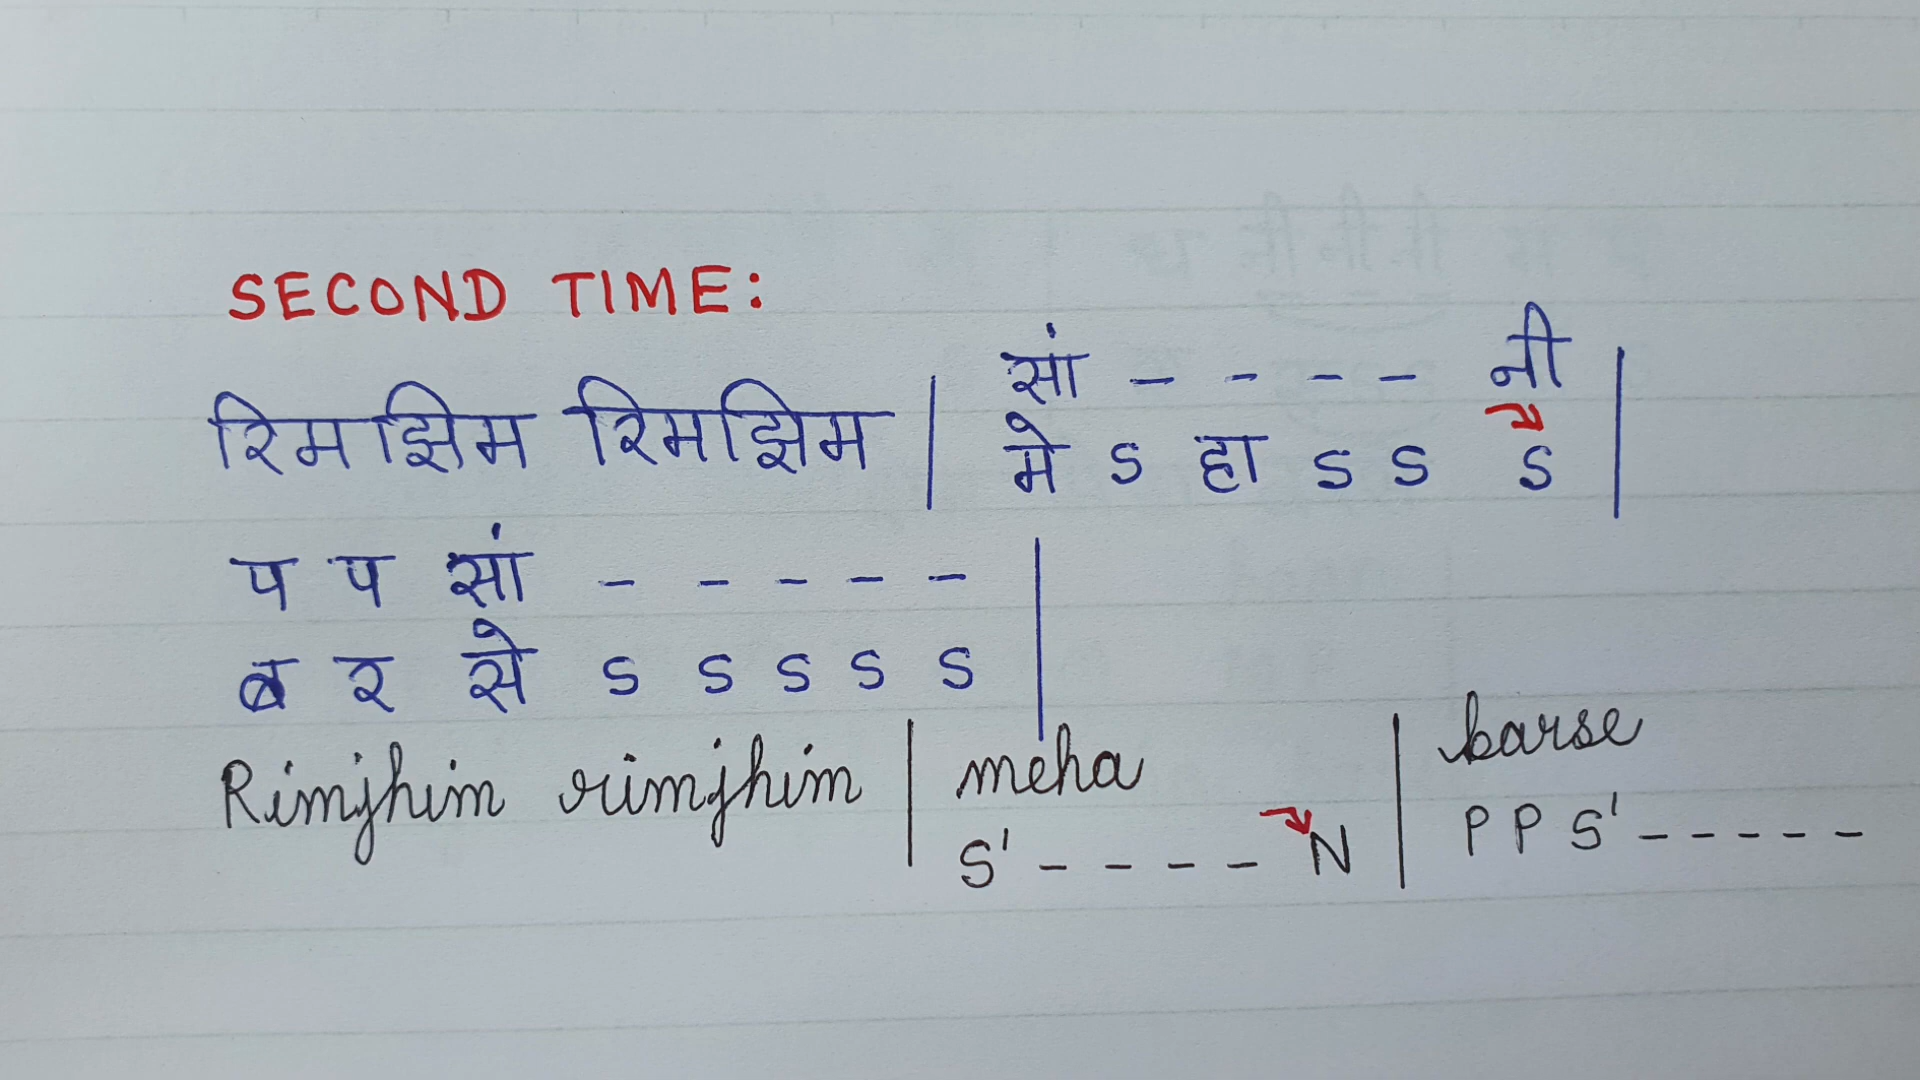 SECOND TIME:
सां - - - - नी
रिमझिम रिमझिम | मे ऽ हा ऽ ऽ ऽ |
प प सां - - - - -
ब र से ऽ ऽ ऽ ऽ ऽ |
Rimjhim rimjhim | meha | barse
S' - - - - N | P P S' - - - - -